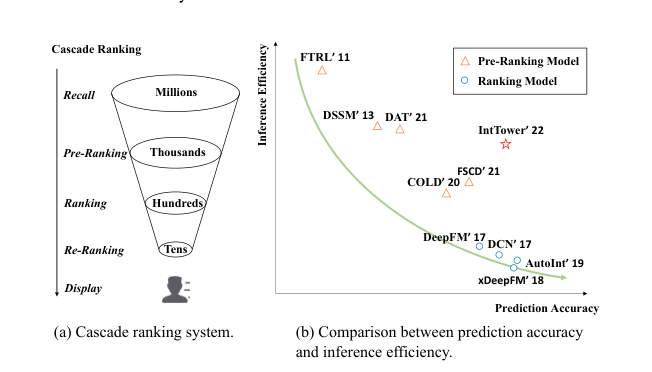 Cascade Ranking
Recall
Millions
Pre-Ranking
Thousands
Ranking
Hundreds
Re-Ranking
Tens
Display
(a) Cascade ranking system.
Inference Efficiency
FTRL’ 11
Pre-Ranking Model
Ranking Model
DSSM’ 13
DAT’ 21
IntTower’ 22
FSCD’ 21
COLD’ 20
DeepFM’ 17
DCN’ 17
AutoInt’ 19
xDeepFM’ 18
Prediction Accuracy
(b) Comparison between prediction accuracy
and inference efficiency.